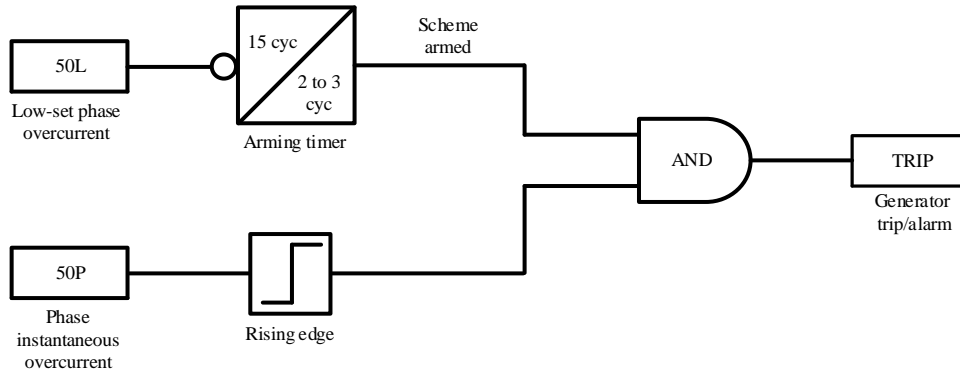 50L
Low-set phase
overcurrent
15 cyc
2 to 3
cyc
Arming timer
Scheme
armed
AND
TRIP
Generator
trip/alarm
50P
Phase
instantaneous
overcurrent
Rising edge